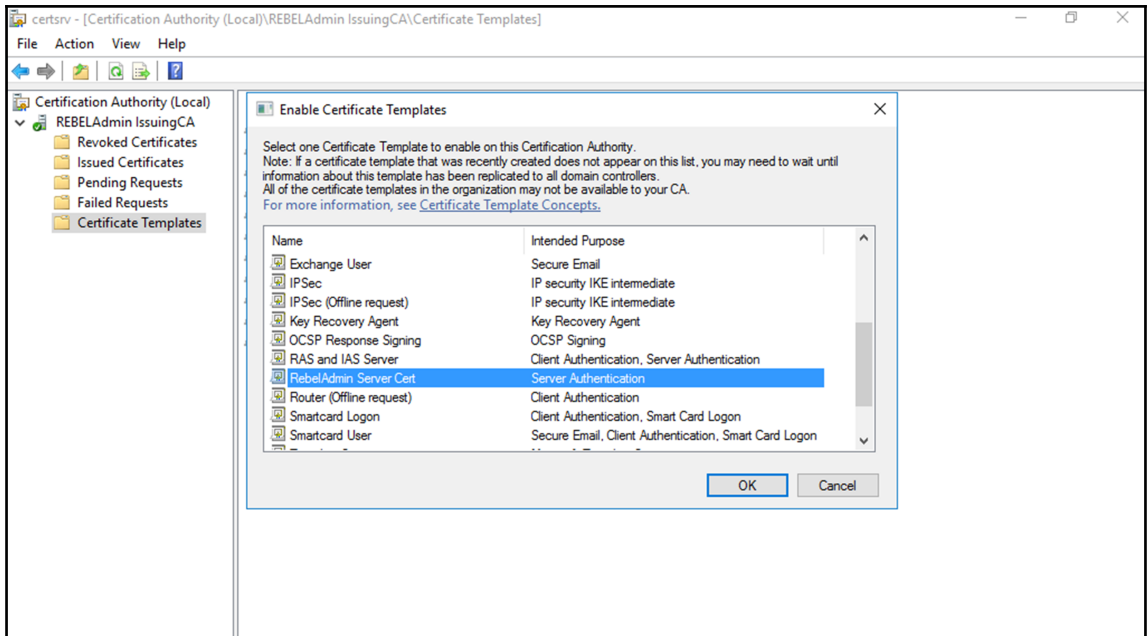 certsrv - [Certification Authority (Local)\REBELAdmin IssuingCA\Certificate Templates]
File Action View Help
Certification Authority (Local)
REBELAdmin IssuingCA
Revoked Certificates
Issued Certificates
Pending Requests
Failed Requests
Certificate Templates
Enable Certificate Templates
Select one Certificate Template to enable on this Certification Authority.
Note: If a certificate template that was recently created does not appear on this list, you may need to wait until
information about this template has been replicated to all domain controllers.
All of the certificate templates in the organization may not be available to your CA.
For more information, see Certificate Template Concepts.
Name Intended Purpose
Exchange User Secure Email
IPSec IP security IKE intermediate
IPSec (Offline request) IP security IKE intermediate
Key Recovery Agent Key Recovery Agent
OCSP Response Signing OCSP Signing
RAS and IAS Server Client Authentication, Server Authentication
RebelAdmin Server Cert Server Authentication
Router (Offline request) Client Authentication
Smartcard Logon Client Authentication, Smart Card Logon
Smartcard User Secure Email, Client Authentication, Smart Card Logon
OK Cancel